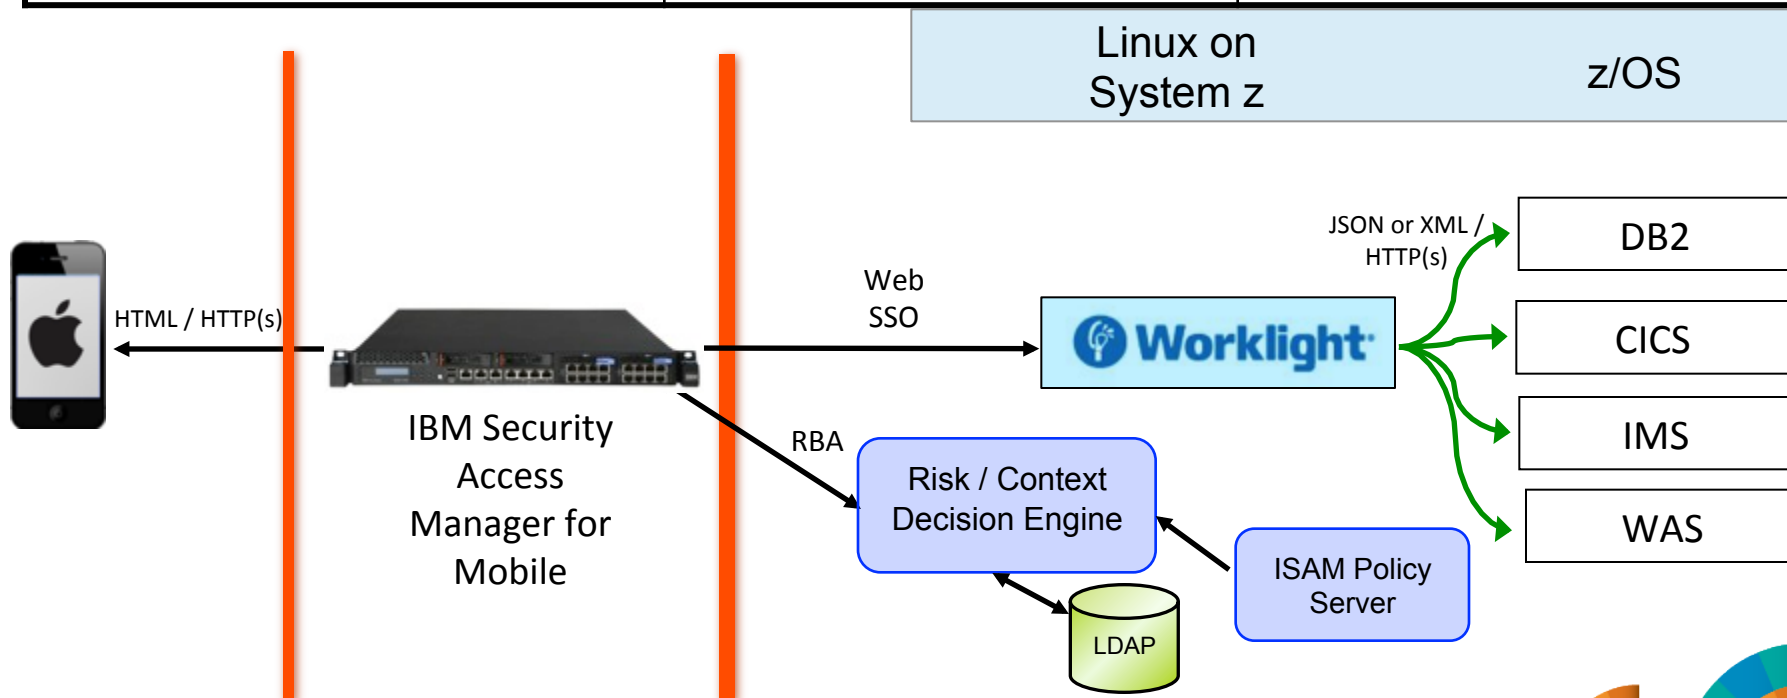 Linux on
System z
z/OS
JSON or XML /
HTTP(s)
DB2
Web
SSO
HTML / HTTP(s)
Worklight
CICS
IBM Security
Access
Manager for
Mobile
RBA
IMS
Risk / Context
Decision Engine
WAS
ISAM Policy
Server
LDAP